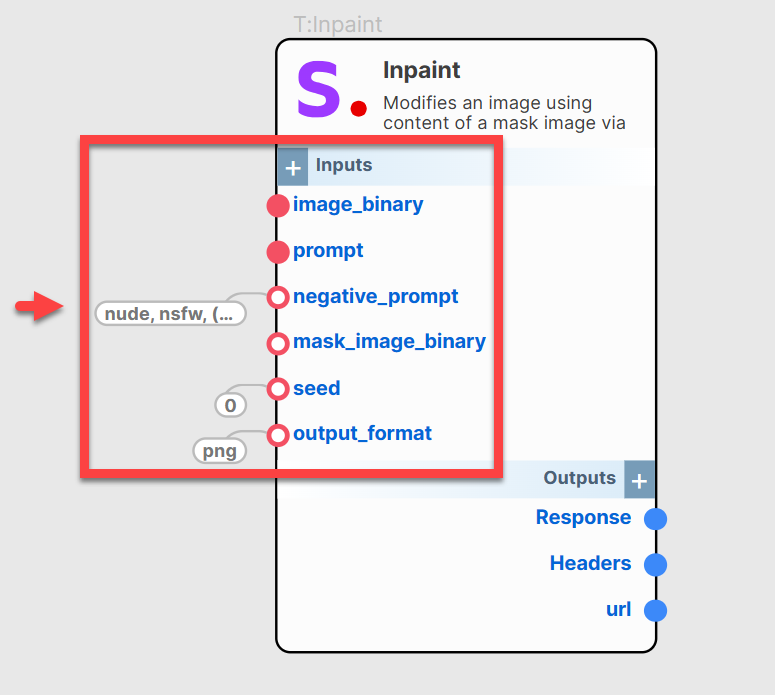 T:Inpaint
S.
Inpaint
Modifies an image using
content of a mask image via
+ Inputs
image_binary
prompt
negative_prompt
nude, nsfw, (...
mask_image_binary
seed
0
output_format
png
Outputs +
Response
Headers
url